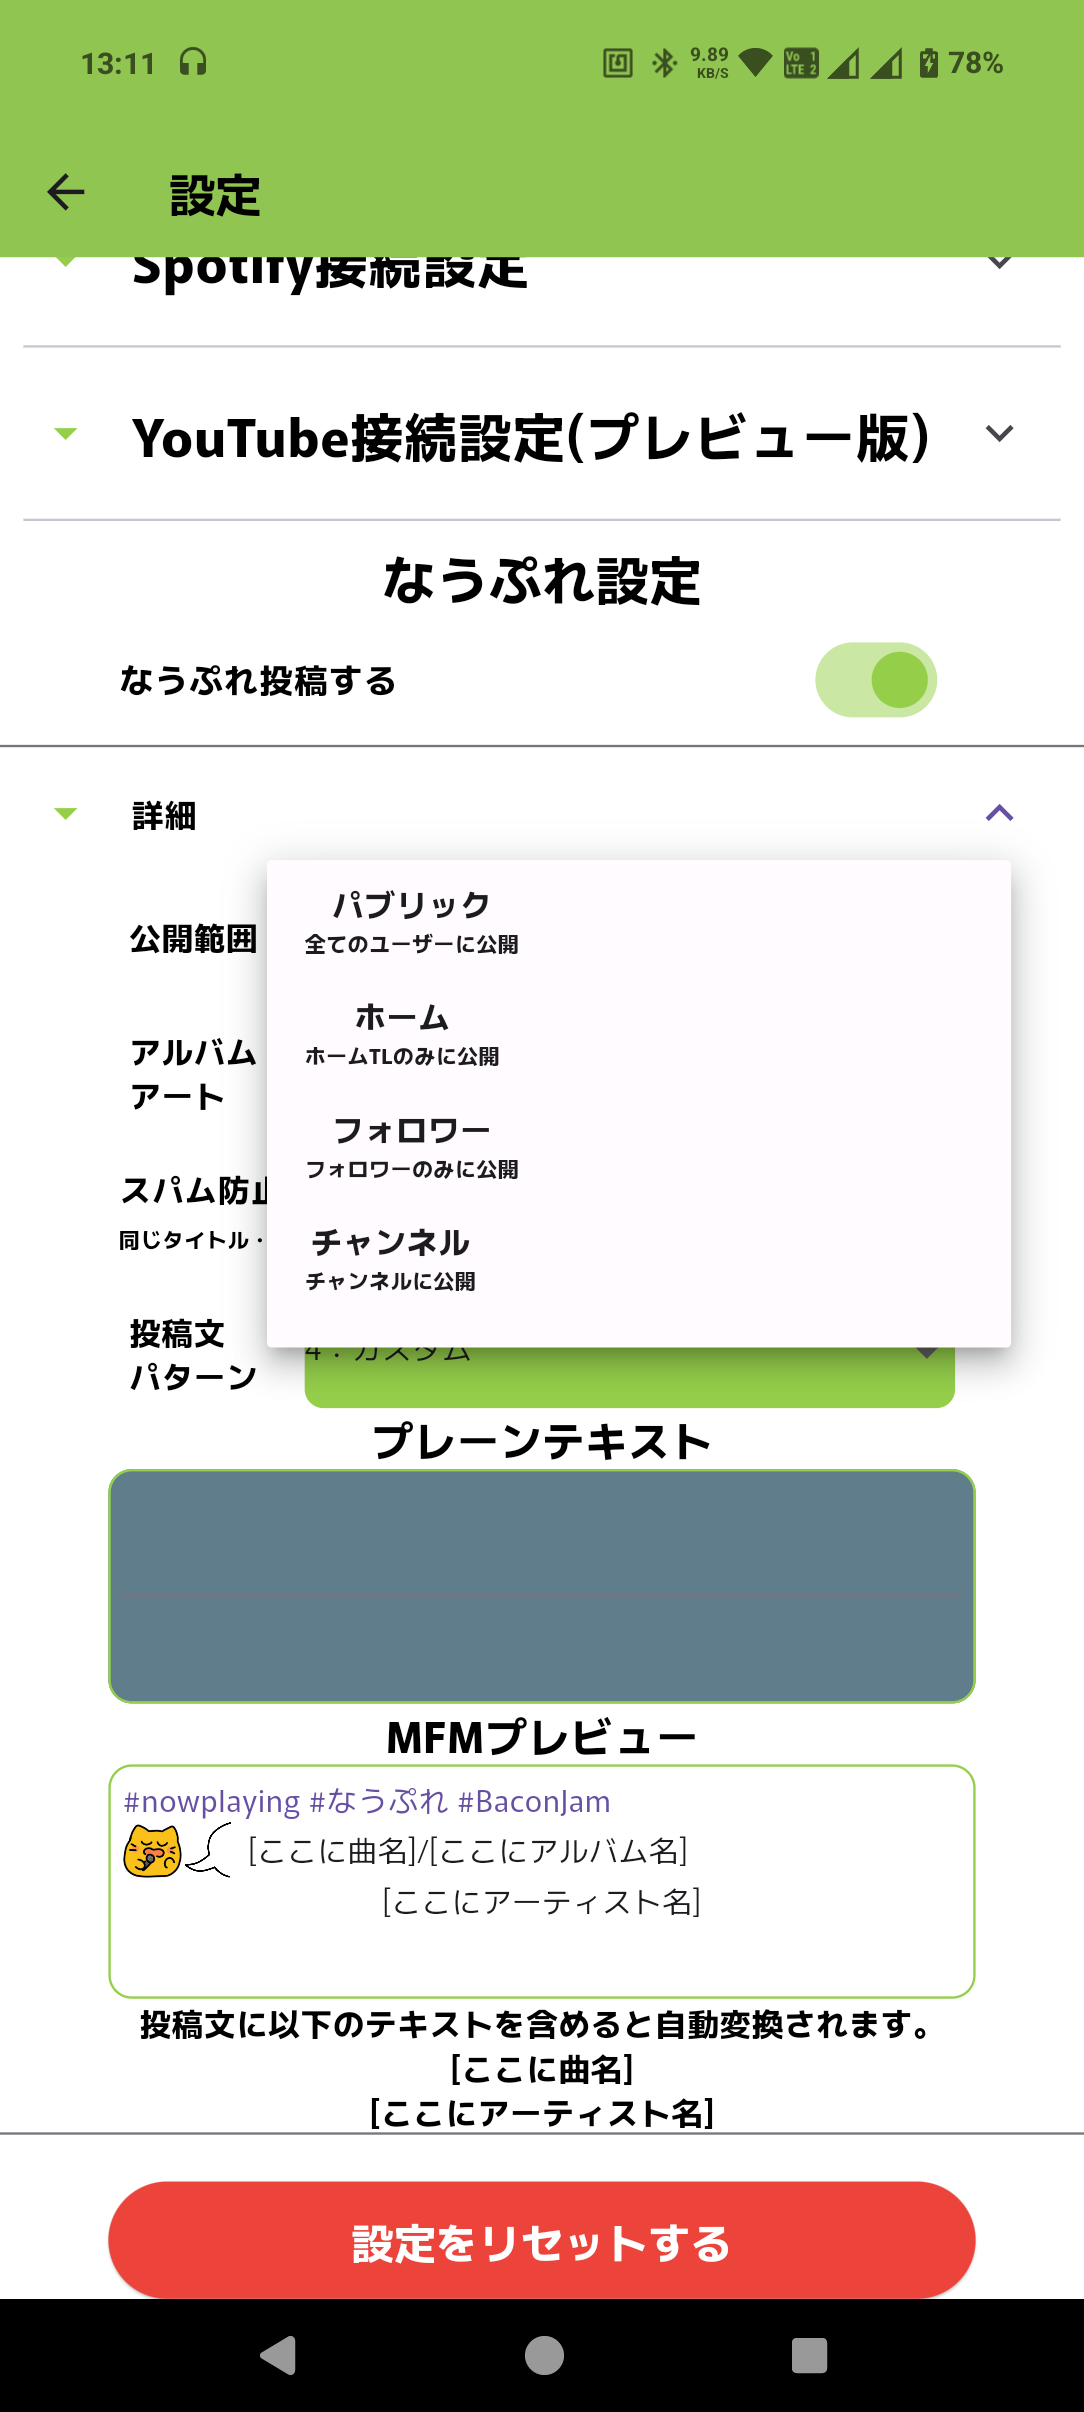 13:11
9.89
KB/S
Vo 1
LTE 2
78%
設定
Spotify接続設定
YouTube接続設定(プレビュー版)
なうぷれ設定
なうぷれ投稿する
詳細
パブリック
全てのユーザーに公開
公開範囲
ホーム
ホームTLのみに公開
アルバム
アート
フォロワー
フォロワーのみに公開
スパム防止
同じタイトル・
チャンネル
チャンネルに公開
投稿文
パターン
4：カスタム
プレーンテキスト
MFMプレビュー
#nowplaying #なうぷれ #BaconJam
[ここに曲名]/[ここにアルバム名]
[ここにアーティスト名]
投稿文に以下のテキストを含めると自動変換されます。
[ここに曲名]
[ここにアーティスト名]
設定をリセットする